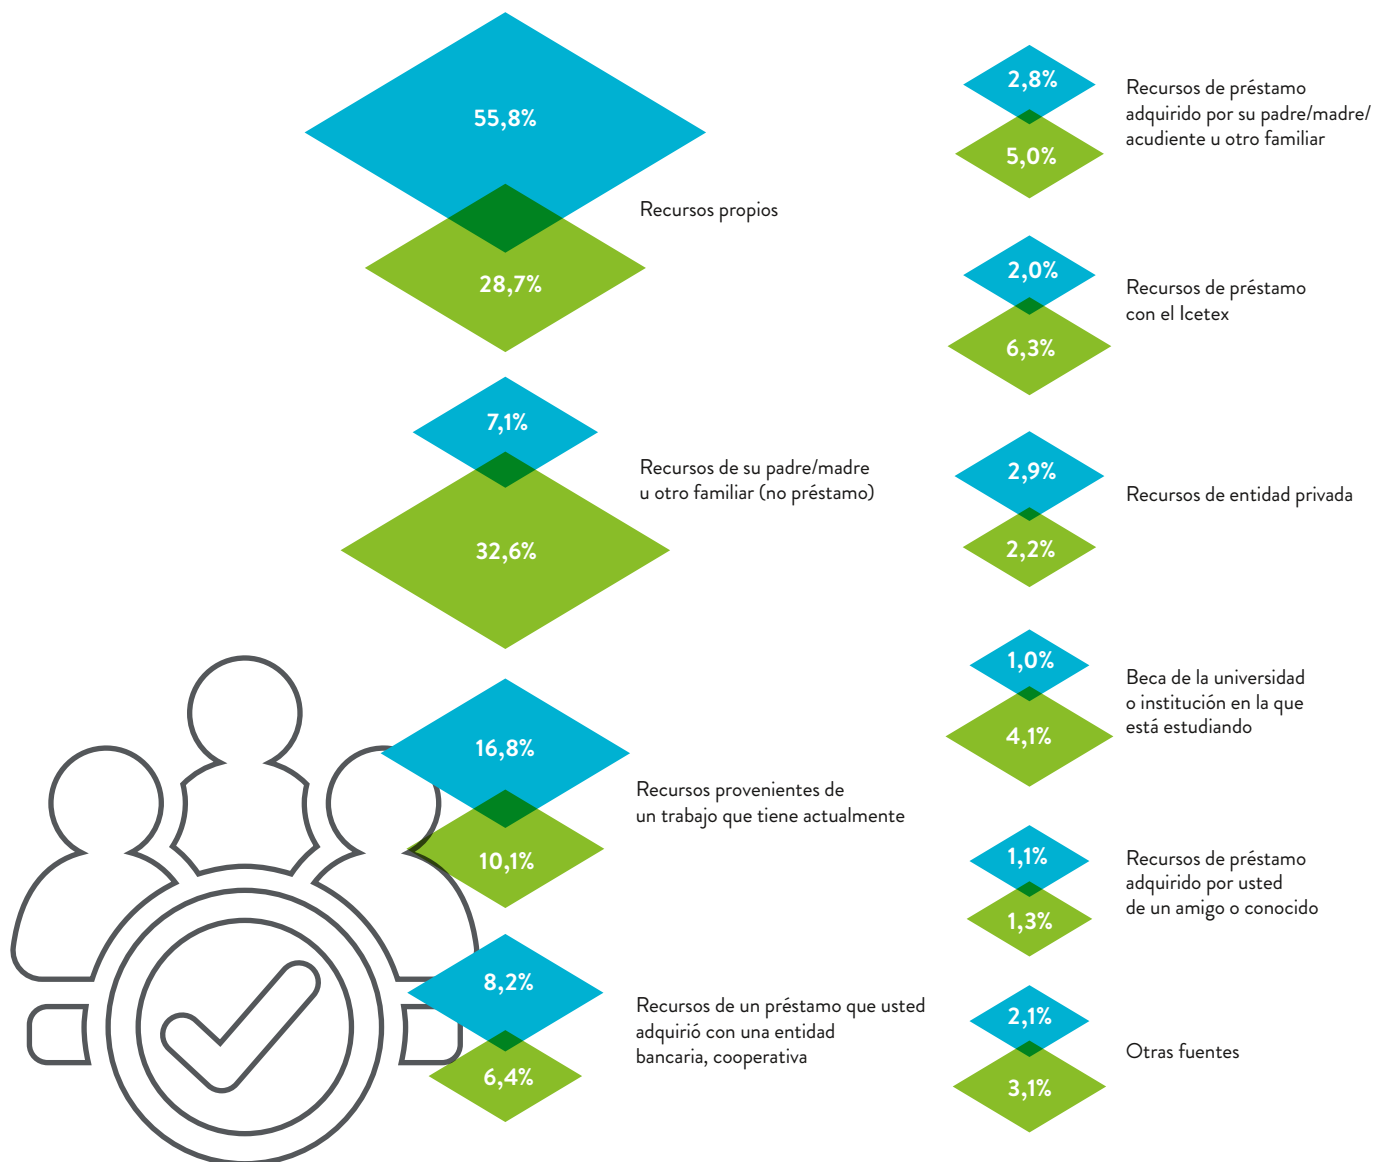 55,8%
28,7%
Recursos propios
7,1%
32,6%
Recursos de su padre/madre
u otro familiar (no préstamo)
16,8%
10,1%
Recursos provenientes de
un trabajo que tiene actualmente
8,2%
6,4%
Recursos de un préstamo que usted
adquirió con una entidad
bancaria, cooperativa
2,8%
5,0%
Recursos de préstamo
adquirido por su padre/madre/
acudiente u otro familiar
2,0%
6,3%
Recursos de préstamo
con el Icetex
2,9%
2,2%
Recursos de entidad privada
1,0%
4,1%
Beca de la universidad
o institución en la que
está estudiando
1,1%
1,3%
Recursos de préstamo
adquirido por usted
de un amigo o conocido
2,1%
3,1%
Otras fuentes